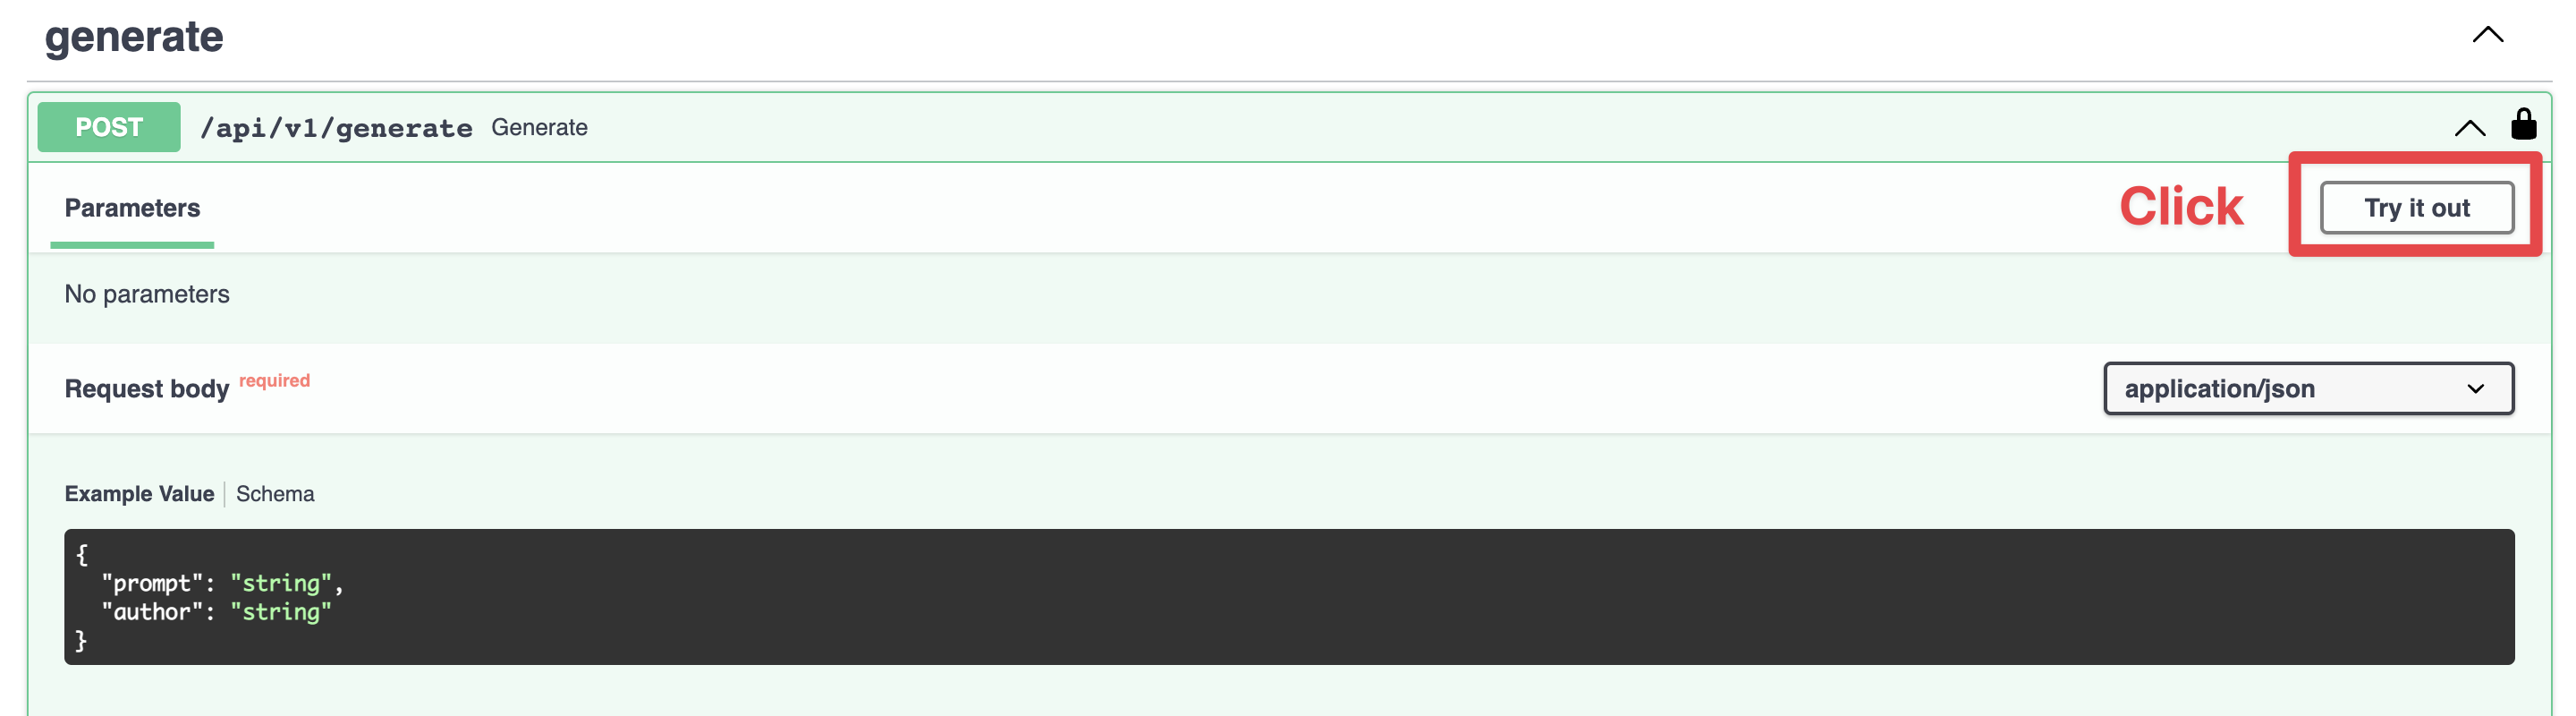 generate
POST /api/v1/generate Generate
Parameters Click Try it out
No parameters
Request body required application/json
Example Value Schema
{
  "prompt": "string",
  "author": "string"
}